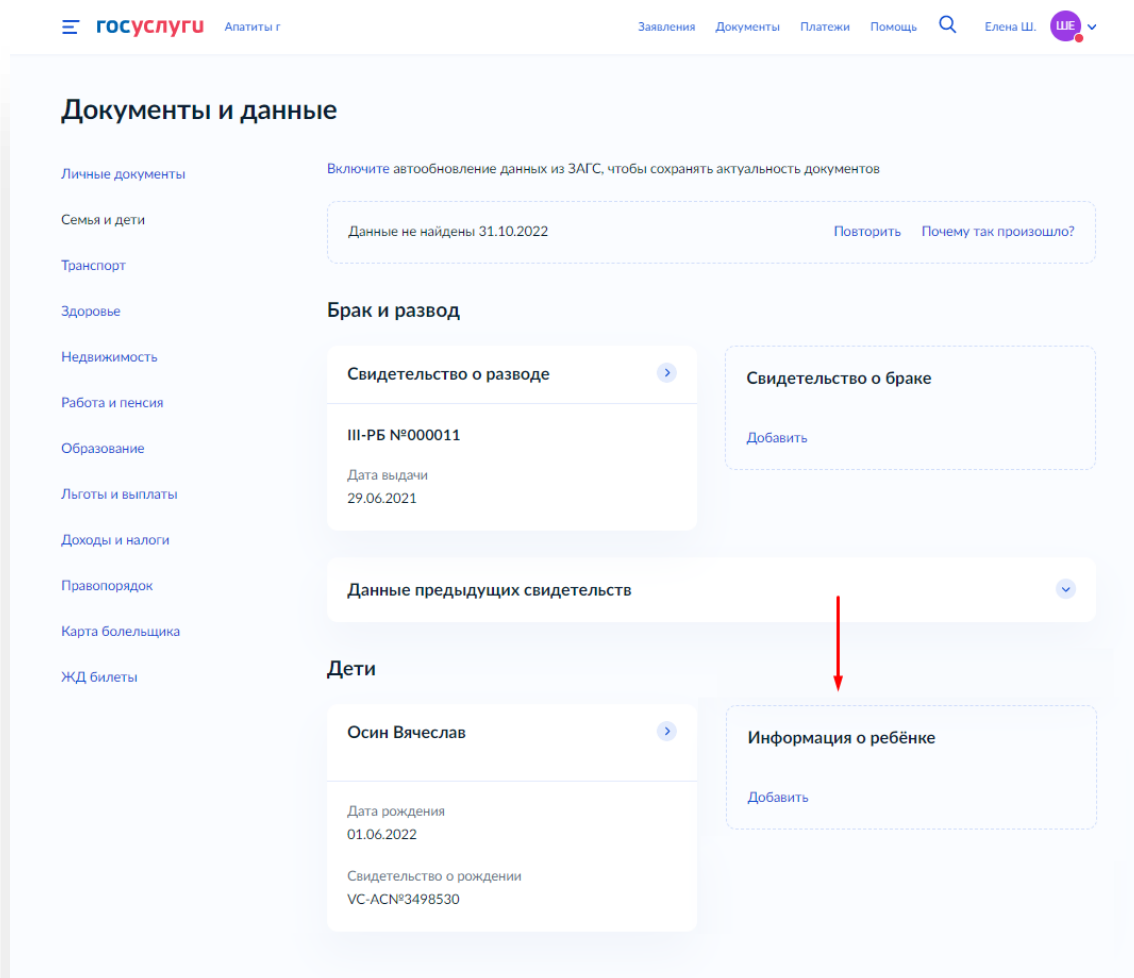 госуслуги Апатиты г Заявления Документы Платежи Помощь Елена Ш. ШЕ
Документы и данные
Личные документы
Семья и дети
Транспорт
Здоровье
Недвижимость
Работа и пенсия
Образование
Льготы и выплаты
Доходы и налоги
Правопорядок
Карта болельщика
ЖД билеты
Включите автообновление данных из ЗАГС, чтобы сохранять актуальность документов
Данные не найдены 31.10.2022 Повторить Почему так произошло?
Брак и развод
Свидетельство о разводе
III-РБ №000011
Дата выдачи
29.06.2021
Свидетельство о браке
Добавить
Данные предыдущих свидетельств
Дети
Осин Вячеслав
Дата рождения
01.06.2022
Свидетельство о рождении
VC-АС№3498530
Информация о ребёнке
Добавить